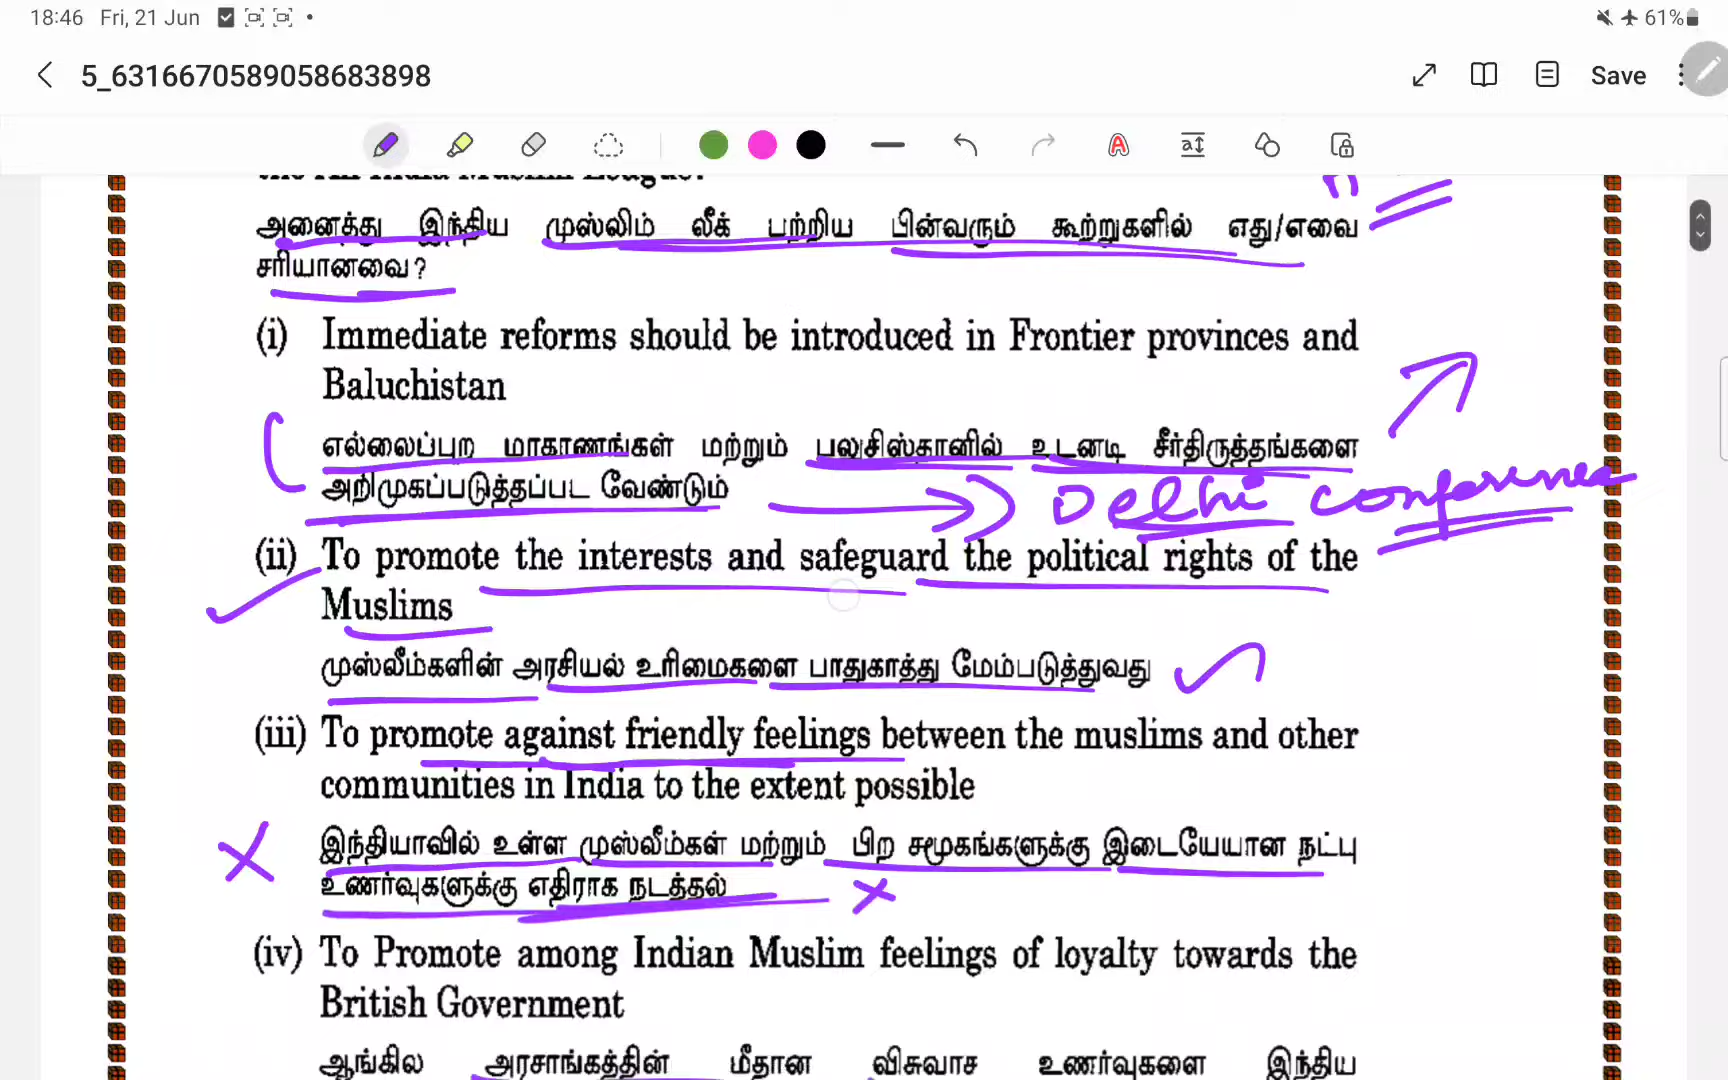 18:46 Fri, 21 Jun 61%
5_6316670589058683898 Save
the All India Muslim League.
அனைத்து இந்திய முஸ்லிம் லீக் பற்றிய பின்வரும் கூற்றுகளில் எது/எவை
சரியானவை?
(i) Immediate reforms should be introduced in Frontier provinces and
Baluchistan
எல்லைப்புற மாகாணங்கள் மற்றும் பலுசிஸ்தானில் உடனடி சீர்திருத்தங்களை
அறிமுகப்படுத்தப்பட வேண்டும் Delhi conference
(ii) To promote the interests and safeguard the political rights of the
Muslims
முஸ்லீம்களின் அரசியல் உரிமைகளை பாதுகாத்து மேம்படுத்துவது
(iii) To promote against friendly feelings between the muslims and other
communities in India to the extent possible
இந்தியாவில் உள்ள முஸ்லீம்கள் மற்றும் பிற சமூகங்களுக்கு இடையேயான நட்பு
உணர்வுகளுக்கு எதிராக நடத்தல்
(iv) To Promote among Indian Muslim feelings of loyalty towards the
British Government
ஆங்கில அரசாங்கத்தின் மீதான விசுவாச உணர்வுகளை இந்திய